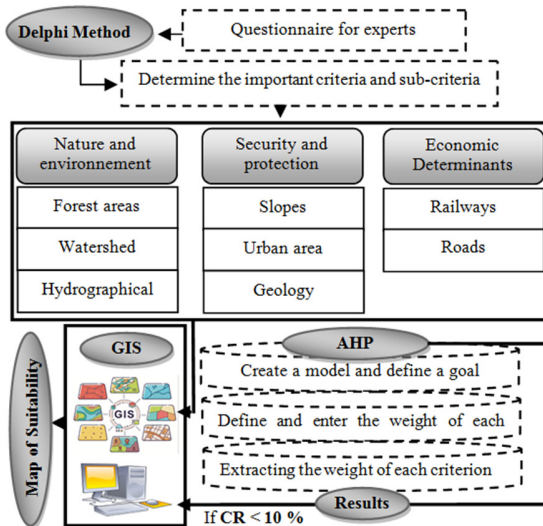 Delphi Method
Questionnaire for experts
Determine the important criteria and sub-criteria
Nature and
environnement
Security and
protection
Economic
Determinants
Forest areas
Slopes
Railways
Watershed
Urban area
Roads
Hydrographical
Geology
Map of Suitability
GIS
GIS
AHP
Create a model and define a goal
Define and enter the weight of each
Extracting the weight of each criterion
Results
If CR < 10 %